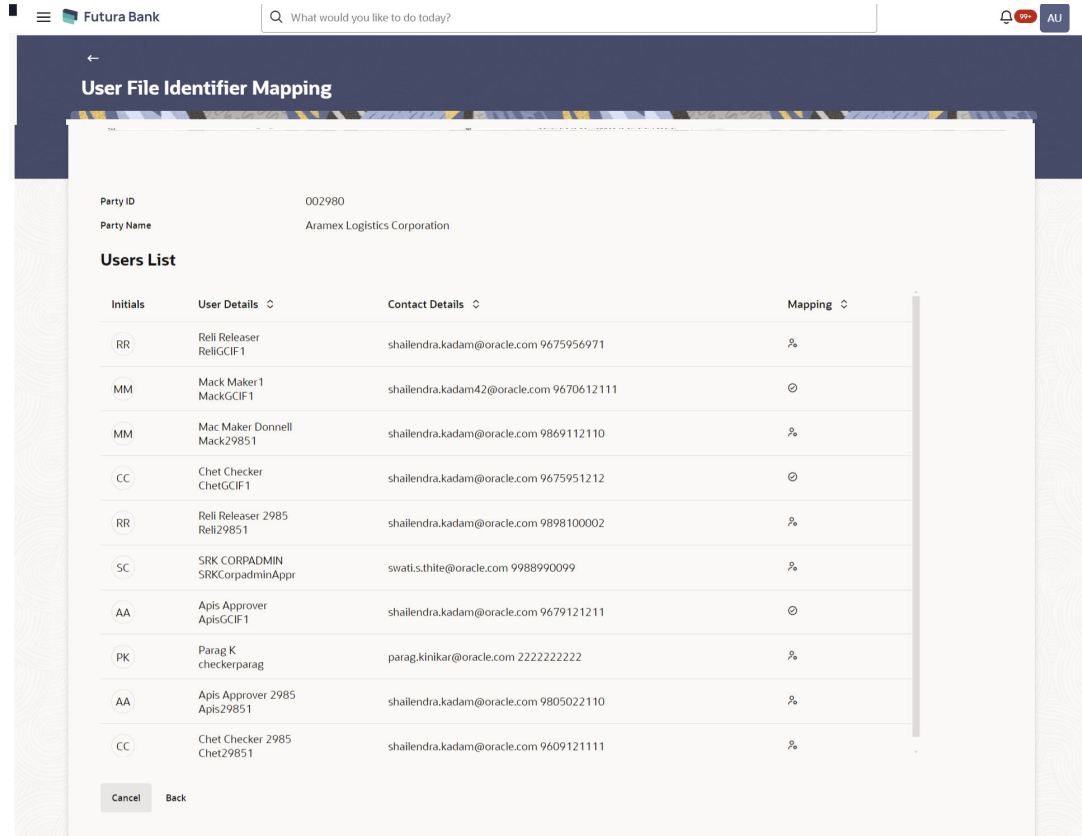 Futura Bank
What would you like to do today?
99+
AU
User File Identifier Mapping
Party ID 002980
Party Name Aramex Logistics Corporation
Users List
Initials User Details Contact Details Mapping
RR Reli Releaser shailendra.kadam@oracle.com 9675956971
ReliGCIF1
MM Mack Maker1 shailendra.kadam42@oracle.com 9670612111
MackGCIF1
MM Mac Maker Donnell shailendra.kadam@oracle.com 9869112110
Mack29851
CC Chet Checker shailendra.kadam@oracle.com 9675951212
ChetGCIF1
RR Reli Releaser 2985 shailendra.kadam@oracle.com 9898100002
Reli29851
SC SRK CORPADMIN swati.s.thite@oracle.com 9988990099
SRKCorpadminAppr
AA Apis Approver shailendra.kadam@oracle.com 9679121211
ApisGCIF1
PK Parag K parag.kinikar@oracle.com 2222222222
checkerparag
AA Apis Approver 2985 shailendra.kadam@oracle.com 9805022110
Apis29851
CC Chet Checker 2985 shailendra.kadam@oracle.com 9609121111
Chet29851
Cancel Back